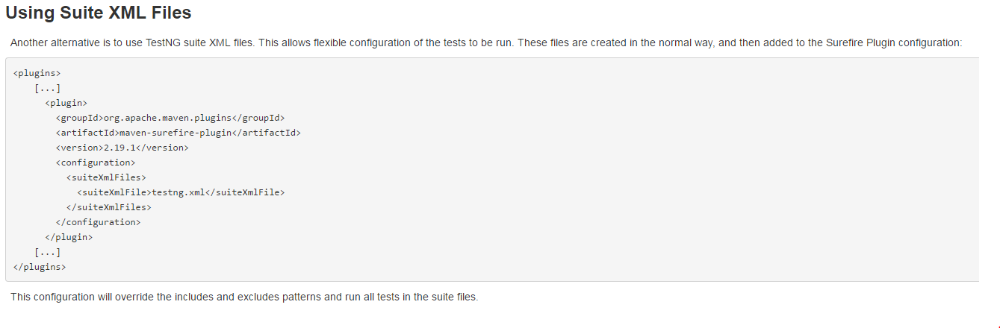 Using Suite XML Files
Another alternative is to use TestNG suite XML files. This allows flexible configuration of the tests to be run. These files are created in the normal way, and then added to the Surefire Plugin configuration:
<plugins>
    [...]
      <plugin>
        <groupId>org.apache.maven.plugins</groupId>
        <artifactId>maven-surefire-plugin</artifactId>
        <version>2.19.1</version>
        <configuration>
          <suiteXmlFiles>
            <suiteXmlFile>testng.xml</suiteXmlFile>
          </suiteXmlFiles>
        </configuration>
      </plugin>
    [...]
</plugins>
This configuration will override the includes and excludes patterns and run all tests in the suite files.